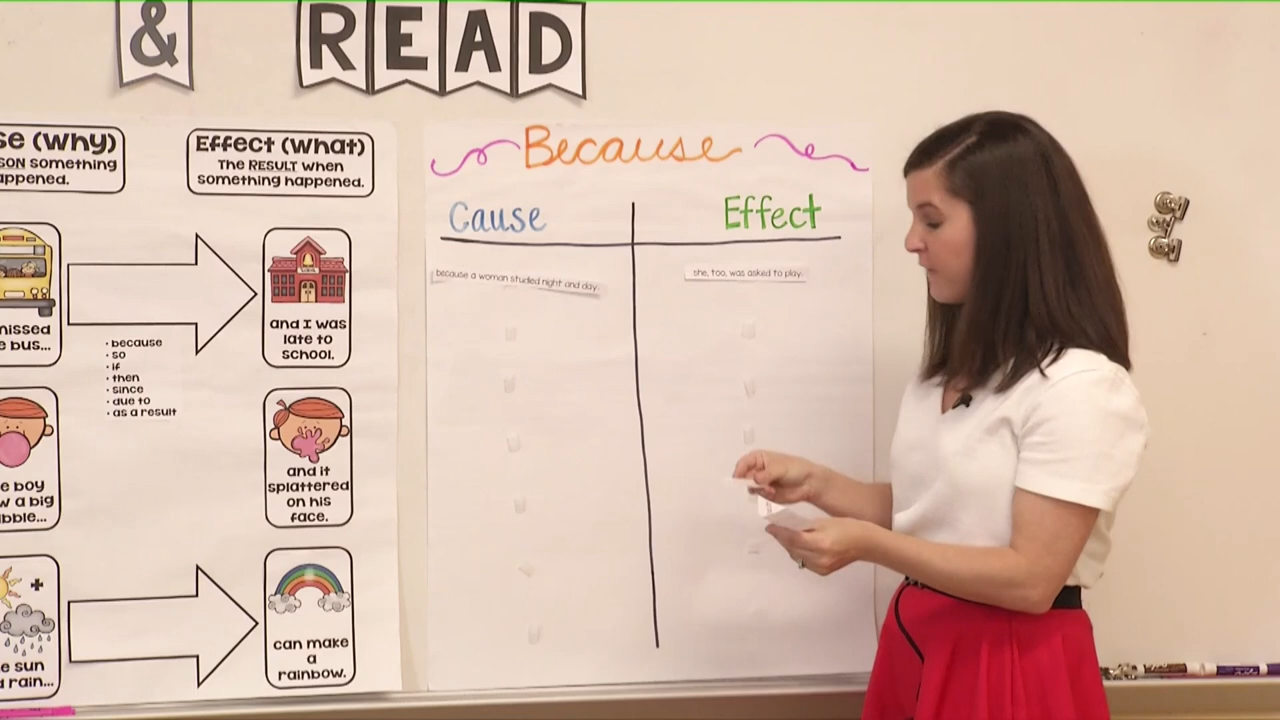 & READ
se (Why)
SON something
appened.
Effect (What)
The RESULT when
something happened.
missed
e bus...
• because
• so
• if
• then
• since
• due to
• as a result
and I was
late to
school.
e boy
w a big
bble...
and it
splattered
on his
face.
+
e sun
d rain...
can make
a
rainbow.
Because
Cause
Effect
because a woman studied night and day.
she, too, was asked to play.